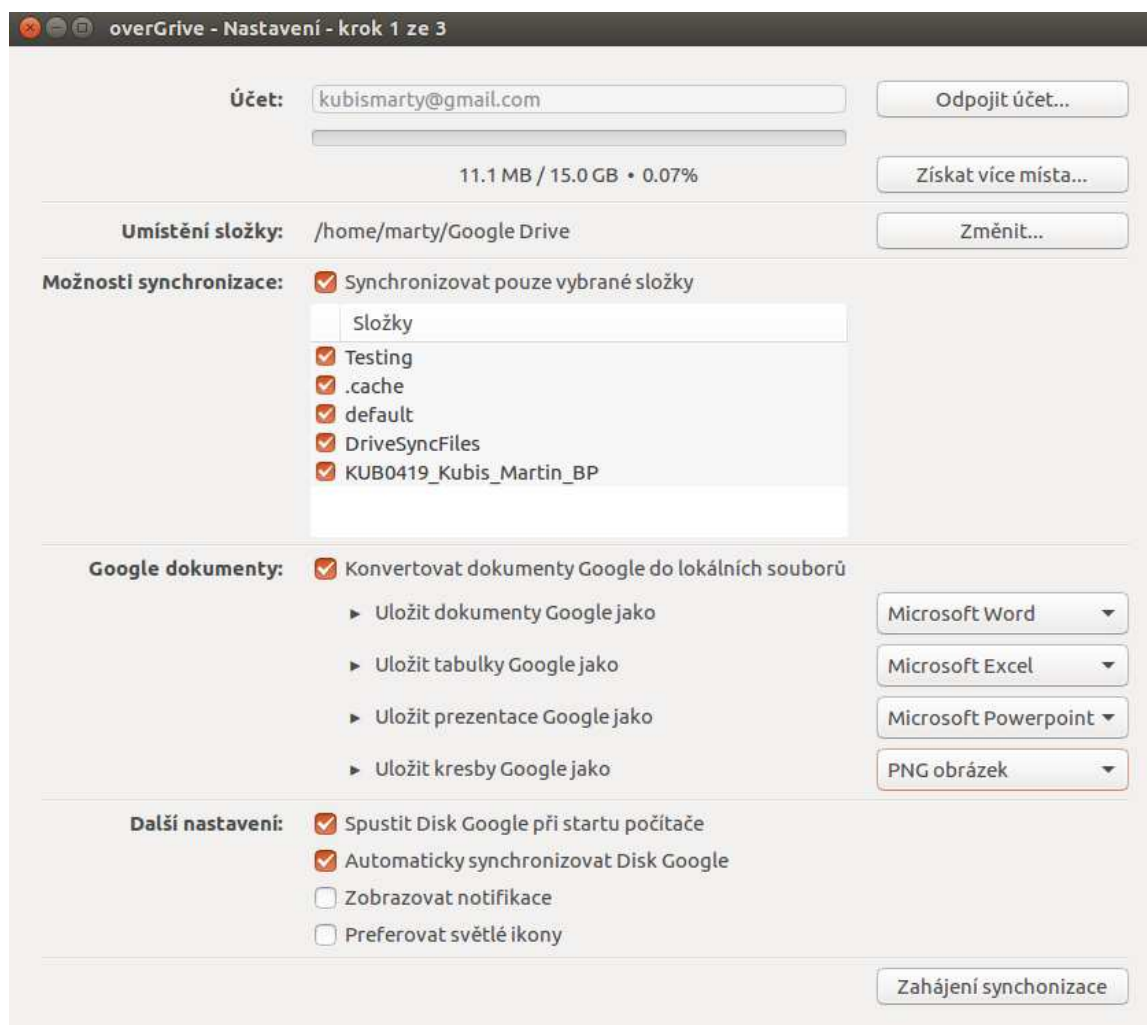 overGrive - Nastavení - krok 1 ze 3
Účet: kubismarty@gmail.com Odpojit účet...
11.1 MB / 15.0 GB • 0.07% Získat více místa...
Umístění složky: /home/marty/Google Drive Změnit...
Možnosti synchronizace: Synchronizovat pouze vybrané složky
Složky
Testing
.cache
default
DriveSyncFiles
KUB0419_Kubis_Martin_BP
Google dokumenty: Konvertovat dokumenty Google do lokálních souborů
► Uložit dokumenty Google jako Microsoft Word
► Uložit tabulky Google jako Microsoft Excel
► Uložit prezentace Google jako Microsoft Powerpoint
► Uložit kresby Google jako PNG obrázek
Další nastavení: Spustit Disk Google při startu počítače
Automaticky synchronizovat Disk Google
Zobrazovat notifikace
Preferovat světlé ikony
Zahájení synchonizace